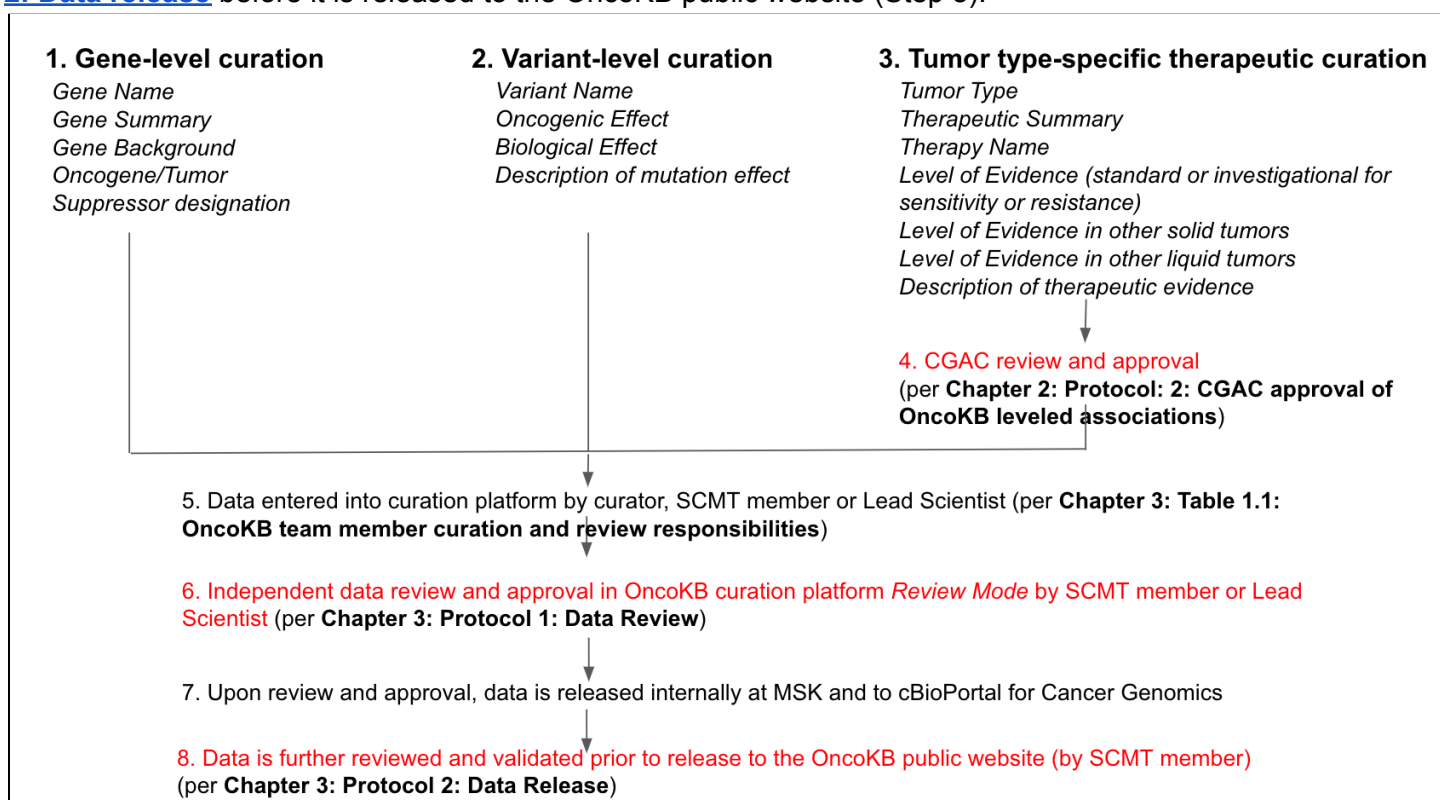 2. Data release before it is released to the OncoKB public website (Step 8).
1. Gene-level curation
Gene Name
Gene Summary
Gene Background
Oncogene/Tumor
Suppressor designation
2. Variant-level curation
Variant Name
Oncogenic Effect
Biological Effect
Description of mutation effect
3. Tumor type-specific therapeutic curation
Tumor Type
Therapeutic Summary
Therapy Name
Level of Evidence (standard or investigational for
sensitivity or resistance)
Level of Evidence in other solid tumors
Level of Evidence in other liquid tumors
Description of therapeutic evidence
4. CGAC review and approval
(per Chapter 2: Protocol: 2: CGAC approval of
OncoKB leveled associations)
5. Data entered into curation platform by curator, SCMT member or Lead Scientist (per Chapter 3: Table 1.1:
OncoKB team member curation and review responsibilities)
6. Independent data review and approval in OncoKB curation platform Review Mode by SCMT member or Lead
Scientist (per Chapter 3: Protocol 1: Data Review)
7. Upon review and approval, data is released internally at MSK and to cBioPortal for Cancer Genomics
8. Data is further reviewed and validated prior to release to the OncoKB public website (by SCMT member)
(per Chapter 3: Protocol 2: Data Release)